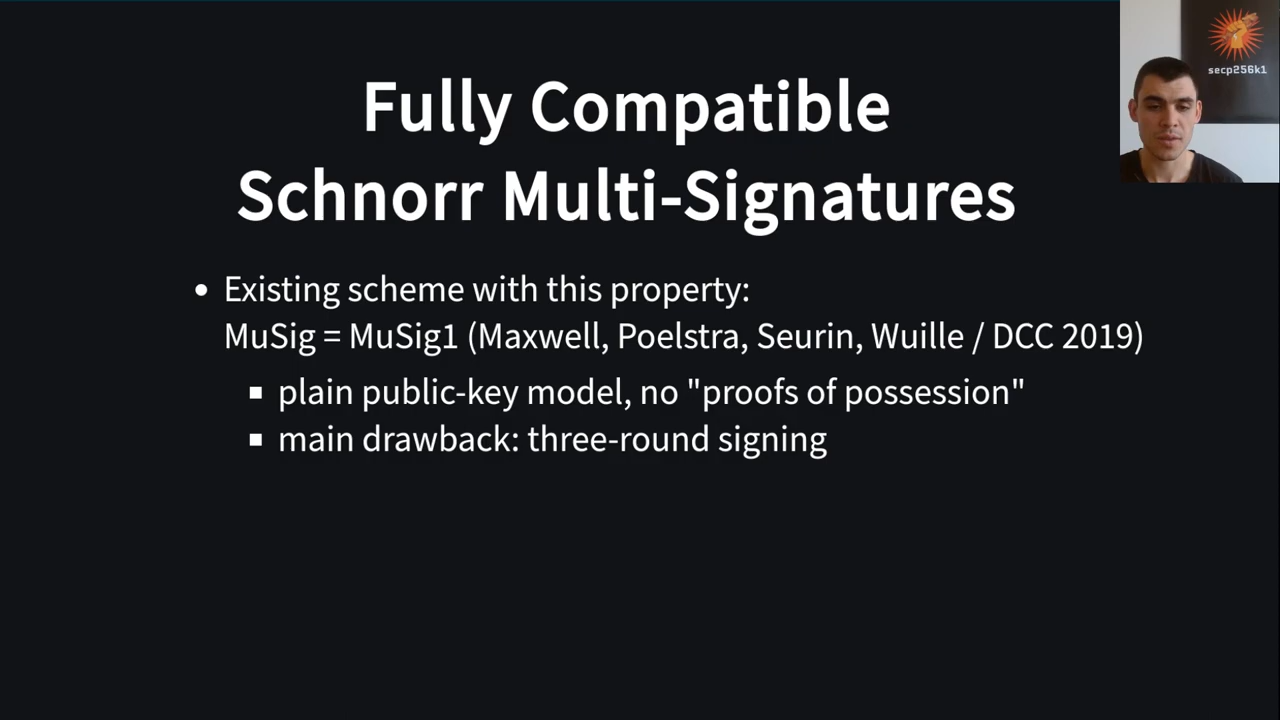 secp256k1
Fully Compatible
Schnorr Multi-Signatures
• Existing scheme with this property:
MuSig = MuSig1 (Maxwell, Poelstra, Seurin, Wuille / DCC 2019)
▪ plain public-key model, no "proofs of possession"
▪ main drawback: three-round signing